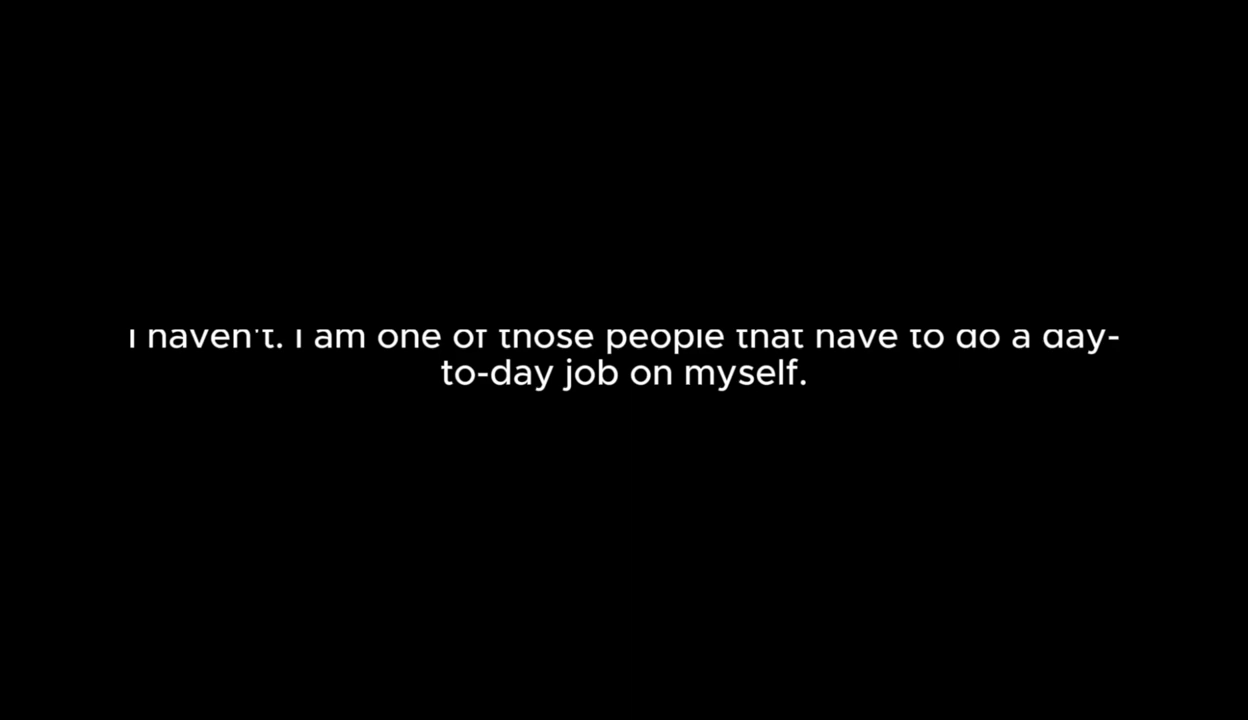 I haven't. I am one of those people that have to do a day-
to-day job on myself.